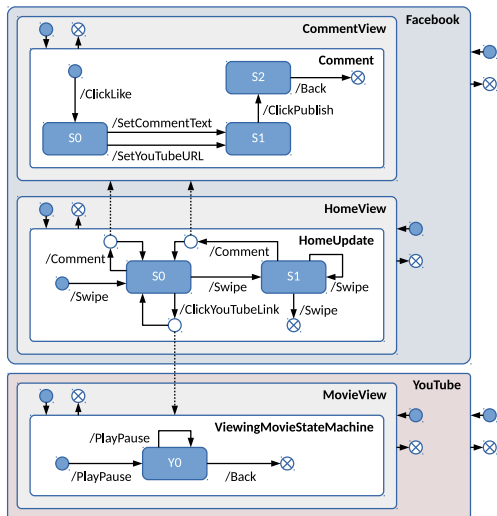 Facebook
CommentView
Comment
S2
/Back
/ClickLike
/ClickPublish
/SetCommentText
S0
S1
/SetYouTubeURL
HomeView
HomeUpdate
/Comment
/Comment
S0
S1
/Swipe
/Swipe
/Swipe
/ClickYouTubeLink
/Swipe
YouTube
MovieView
ViewingMovieStateMachine
/PlayPause
Y0
/PlayPause
/Back